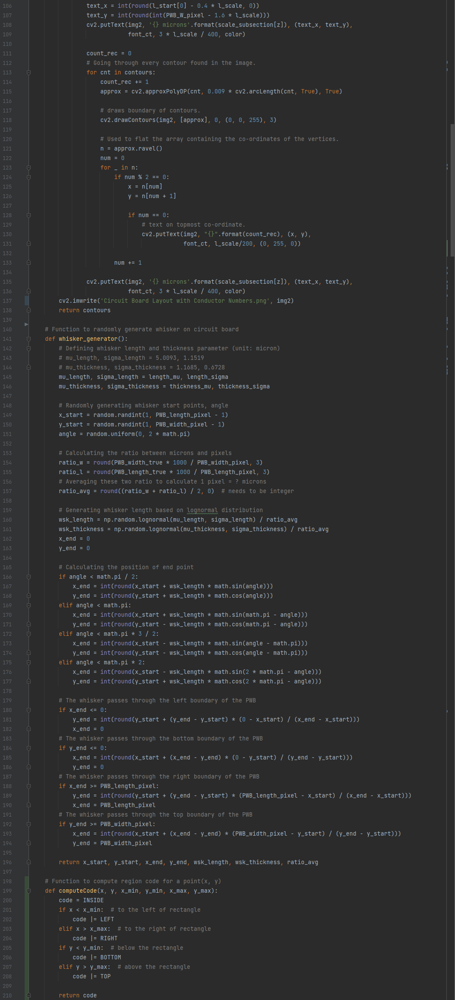 106 text_x = int(round(l_start[0] - 0.4 * l_scale, 0))
107 text_y = int(round(int(PWB_W_pixel - 1.6 * l_scale)))
108 cv2.putText(img2, '{} microns'.format(scale_subsection[z]), (text_x, text_y),
109 font_ct, 3 * l_scale / 400, color)
110
111 count_rec = 0
112 # Going through every contour found in the image.
113 for cnt in contours:
114 count_rec += 1
115 approx = cv2.approxPolyDP(cnt, 0.009 * cv2.arcLength(cnt, True), True)
116
117 # draws boundary of contours.
118 cv2.drawContours(img2, [approx], 0, (0, 0, 255), 3)
119
120 # Used to flat the array containing the co-ordinates of the vertices.
121 n = approx.ravel()
122 num = 0
123 for _ in n:
124 if num % 2 == 0:
125 x = n[num]
126 y = n[num + 1]
127
128 if num == 0:
129 # text on topmost co-ordinate.
130 cv2.putText(img2, "{}".format(count_rec), (x, y),
131 font_ct, l_scale/200, (0, 255, 0))
132
133 num += 1
134
135 cv2.putText(img2, '{} microns'.format(scale_subsection[z]), (text_x, text_y),
136 font_ct, 3 * l_scale / 400, color)
137 cv2.imwrite('Circuit Board Layout with Conductor Numbers.png', img2)
138 return contours
139
140 # Function to randomly generate whisker on circuit board
141 def whisker_generator():
142 # Defining whisker length and thickness parameter (unit: micron)
143 # mu_length, sigma_length = 5.0093, 1.1519
144 # mu_thickness, sigma_thickness = 1.1685, 0.6728
145 mu_length, sigma_length = length_mu, length_sigma
146 mu_thickness, sigma_thickness = thickness_mu, thickness_sigma
147
148 # Randomly generating whisker start points, angle
149 x_start = random.randint(1, PWB_length_pixel - 1)
150 y_start = random.randint(1, PWB_width_pixel - 1)
151 angle = random.uniform(0, 2 * math.pi)
152
153 # Calculating the ratio between microns and pixels
154 ratio_w = round(PWB_width_true * 1000 / PWB_width_pixel, 3)
155 ratio_l = round(PWB_length_true * 1000 / PWB_length_pixel, 3)
156 # Averaging these two ratio to calculate 1 pixel = ? microns
157 ratio_avg = round((ratio_w + ratio_l) / 2, 0)  # needs to be integer
158
159 # Generating whisker length based on lognormal distribution
160 wsk_length = np.random.lognormal(mu_length, sigma_length) / ratio_avg
161 wsk_thickness = np.random.lognormal(mu_thickness, sigma_thickness) / ratio_avg
162 x_end = 0
163 y_end = 0
164
165 # Calculating the position of end point
166 if angle < math.pi / 2:
167 x_end = int(round(x_start + wsk_length * math.sin(angle)))
168 y_end = int(round(y_start + wsk_length * math.cos(angle)))
169 elif angle < math.pi:
170 x_end = int(round(x_start + wsk_length * math.sin(math.pi - angle)))
171 y_end = int(round(y_start - wsk_length * math.cos(math.pi - angle)))
172 elif angle < math.pi * 3 / 2:
173 x_end = int(round(x_start - wsk_length * math.sin(angle - math.pi)))
174 y_end = int(round(y_start - wsk_length * math.cos(angle - math.pi)))
175 elif angle < math.pi * 2:
176 x_end = int(round(x_start - wsk_length * math.sin(2 * math.pi - angle)))
177 y_end = int(round(y_start + wsk_length * math.cos(2 * math.pi - angle)))
178
179 # The whisker passes through the left boundary of the PWB
180 if x_end <= 0:
181 y_end = int(round(y_start + (y_end - y_start) * (0 - x_start) / (x_end - x_start)))
182 x_end = 0
183 # The whisker passes through the bottom boundary of the PWB
184 if y_end <= 0:
185 x_end = int(round(x_start + (x_end - y_end) * (0 - y_start) / (y_end - y_start)))
186 y_end = 0
187 # The whisker passes through the right boundary of the PWB
188 if x_end >= PWB_length_pixel:
189 y_end = int(round(y_start + (y_end - y_start) * (PWB_length_pixel - x_start) / (x_end - x_start)))
190 x_end = PWB_length_pixel
191 # The whisker passes through the top boundary of the PWB
192 if y_end >= PWB_width_pixel:
193 x_end = int(round(x_start + (x_end - y_end) * (PWB_width_pixel - y_start) / (y_end - y_start)))
194 y_end = PWB_width_pixel
195
196 return x_start, y_start, x_end, y_end, wsk_length, wsk_thickness, ratio_avg
197
198 # Function to compute region code for a point(x, y)
199 def computeCode(x, y, x_min, y_min, x_max, y_max):
200 code = INSIDE
201 if x < x_min:  # to the left of rectangle
202 code |= LEFT
203 elif x > x_max:  # to the right of rectangle
204 code |= RIGHT
205 if y < y_min:  # below the rectangle
206 code |= BOTTOM
207 elif y > y_max:  # above the rectangle
208 code |= TOP
209
210 return code